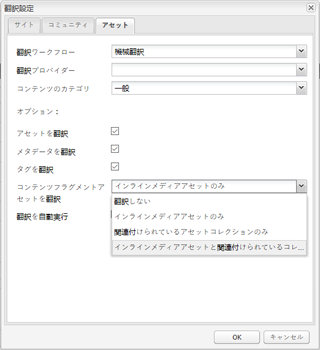 翻訳設定
サイト
コミュニティ
アセット
翻訳ワークフロー
機械翻訳
翻訳プロバイダー
コンテンツのカテゴリ
一般
オプション：
アセットを翻訳
メタデータを翻訳
タグを翻訳
コンテンツフラグメントア
セットを翻訳
インラインメディアアセットのみ
翻訳を自動実行
翻訳しない
インラインメディアアセットのみ
関連付けられているアセットコレクションのみ
インラインメディアアセットと関連付けられているコレ...
OK
キャンセル